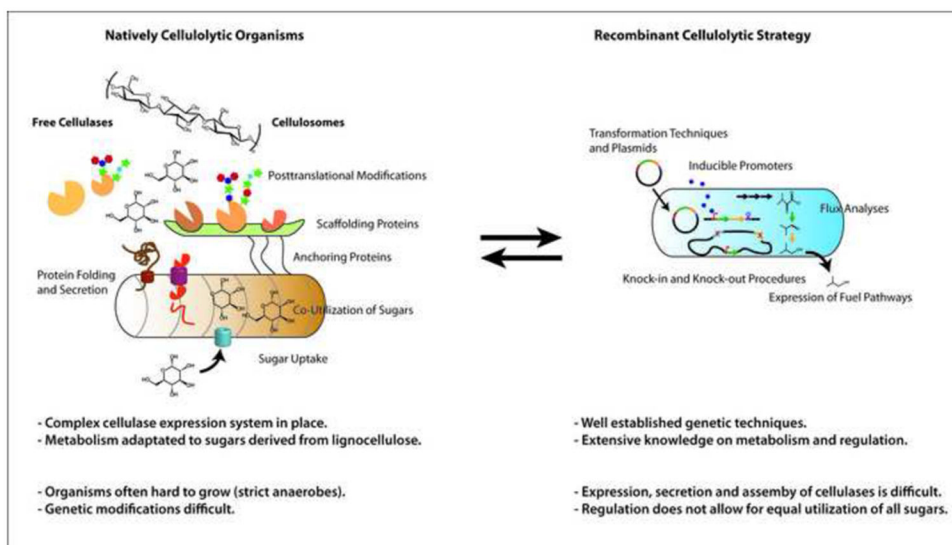 Natively Cellulolytic Organisms
Recombinant Cellulolytic Strategy
Free Cellulases
Cellulosomes
Posttranslational Modifications
Scaffolding Proteins
Anchoring Proteins
Protein Folding
and Secretion
Co-Utilization of Sugars
Sugar Uptake
Transformation Techniques
and Plasmids
Inducible Promoters
Flux Analyses
Knock-in and Knock-out Procedures
Expression of Fuel Pathways
- Complex cellulase expression system in place.
- Metabolism adaptated to sugars derived from lignocellulose.
- Organisms often hard to grow (strict anaerobes).
- Genetic modifications difficult.
- Well established genetic techniques.
- Extensive knowledge on metabolism and regulation.
- Expression, secretion and assemby of cellulases is difficult.
- Regulation does not allow for equal utilization of all sugars.